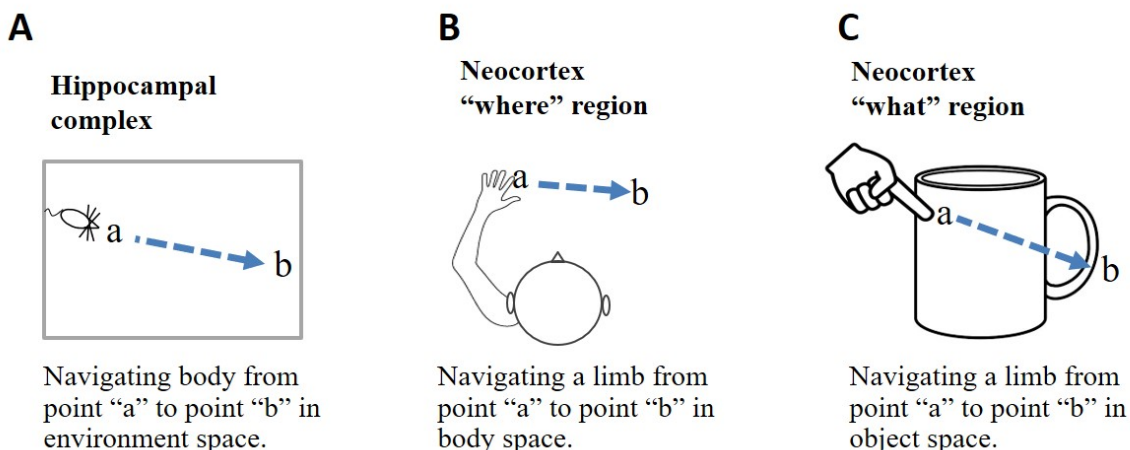 A
Hippocampal
complex
a
b
Navigating body from
point “a” to point “b” in
environment space.
B
Neocortex
“where” region
a
b
Navigating a limb from
point “a” to point “b” in
body space.
C
Neocortex
“what” region
a
b
Navigating a limb from
point “a” to point “b” in
object space.